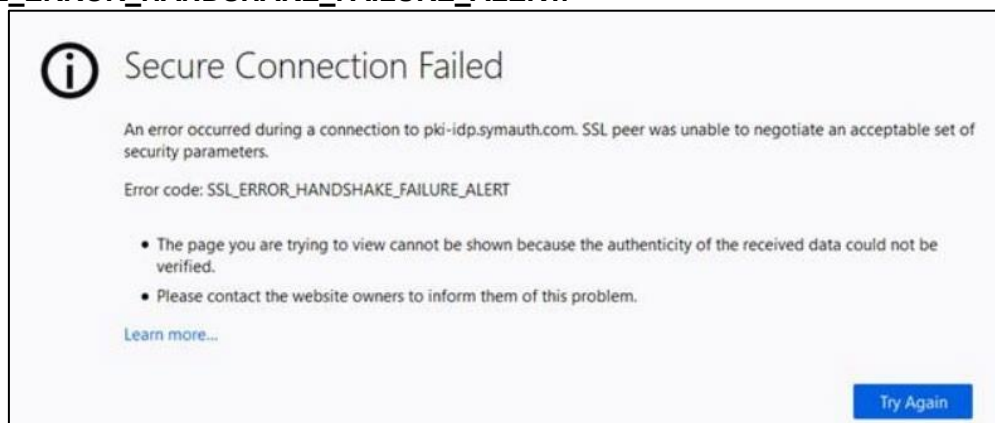 SSL_ERROR_HANDSHAKE_FAILURE_ALERT.
Secure Connection Failed
An error occurred during a connection to pki-idp.symauth.com. SSL peer was unable to negotiate an acceptable set of
security parameters.
Error code: SSL_ERROR_HANDSHAKE_FAILURE_ALERT
• The page you are trying to view cannot be shown because the authenticity of the received data could not be
verified.
• Please contact the website owners to inform them of this problem.
Learn more...
Try Again